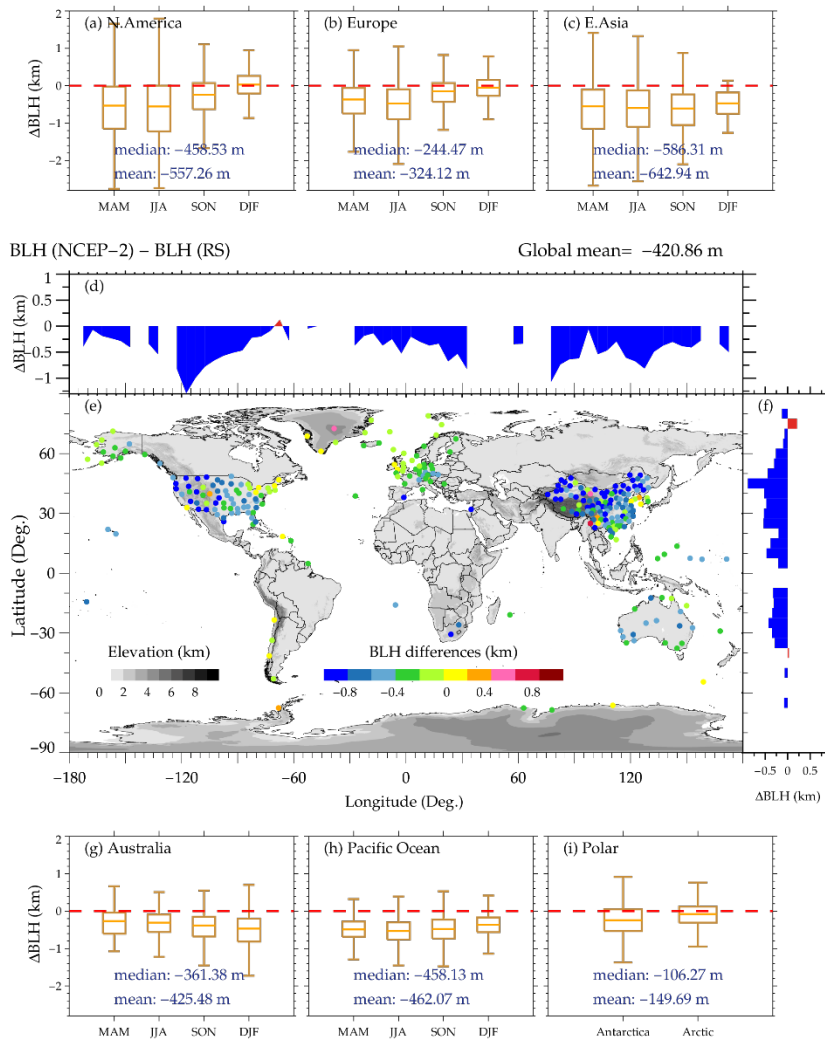 (a) N.America
(b) Europe
(c) E.Asia
2
1
0
−1
−2
ΔBLH (km)
median: −458.53 m
mean: −557.26 m
median: −244.47 m
mean: −324.12 m
median: −586.31 m
mean: −642.94 m
MAM JJA SON DJF
MAM JJA SON DJF
MAM JJA SON DJF
BLH (NCEP−2) − BLH (RS)
Global mean= −420.86 m
(d)
1
0.5
0
−0.5
−1
ΔBLH (km)
(e)
(f)
60
30
0
−30
−60
−90
Latitude (Deg.)
Elevation (km)
0 2 4 6 8
BLH differences (km)
−0.8 −0.4 0 0.4 0.8
−180 −120 −60 0 60 120
Longitude (Deg.)
−0.5 0 0.5
ΔBLH (km)
(g) Australia
(h) Pacific Ocean
(i) Polar
2
1
0
−1
−2
ΔBLH (km)
median: −361.38 m
mean: −425.48 m
median: −458.13 m
mean: −462.07 m
median: −106.27 m
mean: −149.69 m
MAM JJA SON DJF
MAM JJA SON DJF
Antarctica Arctic